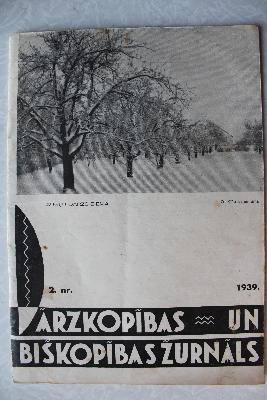 2. nr.
1939.
DĀRZKOPĪBAS ≈ UN
BIŠKOPĪBAS ŽURNĀLS